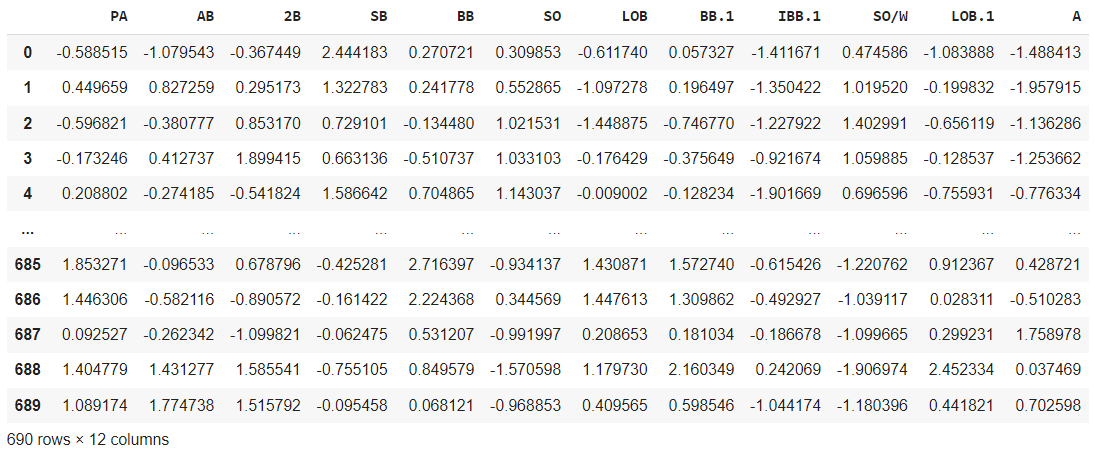 PA AB 2B SB BB SO LOB BB.1 IBB.1 SO/W LOB.1 A
0 -0.588515 -1.079543 -0.367449 2.444183 0.270721 0.309853 -0.611740 0.057327 -1.411671 0.474586 -1.083888 -1.488413
1 0.449659 0.827259 0.295173 1.322783 0.241778 0.552865 -1.097278 0.196497 -1.350422 1.019520 -0.199832 -1.957915
2 -0.596821 -0.380777 0.853170 0.729101 -0.134480 1.021531 -1.448875 -0.746770 -1.227922 1.402991 -0.656119 -1.136286
3 -0.173246 0.412737 1.899415 0.663136 -0.510737 1.033103 -0.176429 -0.375649 -0.921674 1.059885 -0.128537 -1.253662
4 0.208802 -0.274185 -0.541824 1.586642 0.704865 1.143037 -0.009002 -0.128234 -1.901669 0.696596 -0.755931 -0.776334
... ... ... ... ... ... ... ... ... ... ... ... ...
685 1.853271 -0.096533 0.678796 -0.425281 2.716397 -0.934137 1.430871 1.572740 -0.615426 -1.220762 0.912367 0.428721
686 1.446306 -0.582116 -0.890572 -0.161422 2.224368 0.344569 1.447613 1.309862 -0.492927 -1.039117 0.028311 -0.510283
687 0.092527 -0.262342 -1.099821 -0.062475 0.531207 -0.991997 0.208653 0.181034 -0.186678 -1.099665 0.299231 1.758978
688 1.404779 1.431277 1.585541 -0.755105 0.849579 -1.570598 1.179730 2.160349 0.242069 -1.906974 2.452334 0.037469
689 1.089174 1.774738 1.515792 -0.095458 0.068121 -0.968853 0.409565 0.598546 -1.044174 -1.180396 0.441821 0.702598
690 rows × 12 columns